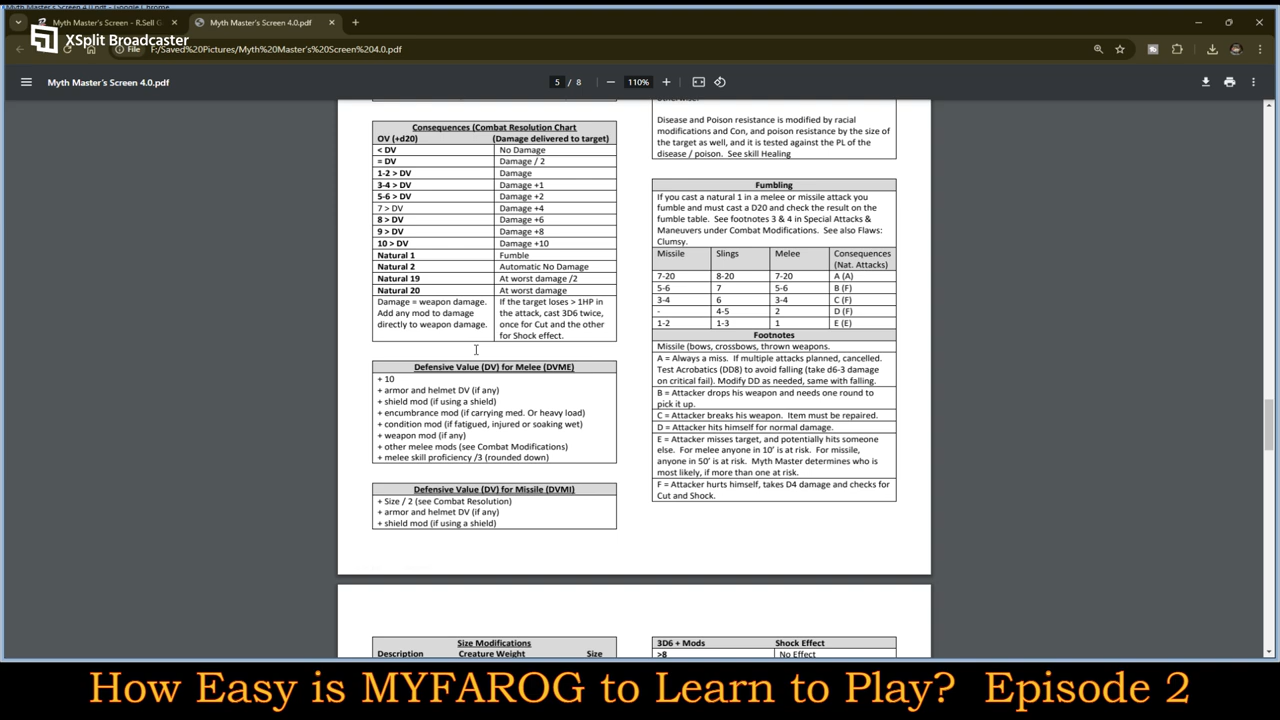 Myth Master's Screen - R.Sell G
Myth Master's Screen 4.0.pdf
XSplit Broadcaster
File
F:/Saved%20Pictures/Myth%20Master's%20Screen%204.0.pdf
Myth Master's Screen 4.0.pdf
5 / 8
110%
Consequences (Combat Resolution Chart
OV (+d20) (Damage delivered to target)
< DV No Damage
= DV Damage / 2
1-2 > DV Damage
3-4 > DV Damage +1
5-6 > DV Damage +2
7 > DV Damage +4
8 > DV Damage +6
9 > DV Damage +8
10 > DV Damage +10
Natural 1 Fumble
Natural 2 Automatic No Damage
Natural 19 At worst damage /2
Natural 20 At worst damage
Damage = weapon damage.
Add any mod to damage
directly to weapon damage.
If the target loses > 1HP in
the attack, cast 3D6 twice,
once for Cut and the other
for Shock effect.
Defensive Value (DV) for Melee (DVME)
+ 10
+ armor and helmet DV (if any)
+ shield mod (if using a shield)
+ encumbrance mod (if carrying med. Or heavy load)
+ condition mod (if fatigued, injured or soaking wet)
+ weapon mod (if any)
+ other melee mods (see Combat Modifications)
+ melee skill proficiency /3 (rounded down)
Defensive Value (DV) for Missile (DVMI)
+ Size / 2 (see Combat Resolution)
+ armor and helmet DV (if any)
+ shield mod (if using a shield)
Disease and Poison resistance is modified by racial
modifications and Con, and poison resistance by the size of
the target as well, and it is tested against the PL of the
disease / poison. See skill Healing
Fumbling
If you cast a natural 1 in a melee or missile attack you
fumble and must cast a D20 and check the result on the
fumble table. See footnotes 3 & 4 in Special Attacks &
Maneuvers under Combat Modifications. See also Flaws:
Clumsy.
Missile Slings Melee Consequences
(Nat. Attacks)
7-20 8-20 7-20 A (A)
5-6 7 5-6 B (F)
3-4 6 3-4 C (F)
- 4-5 2 D (F)
1-2 1-3 1 E (E)
Footnotes
Missile (bows, crossbows, thrown weapons.
A = Always a miss. If multiple attacks planned, cancelled.
Test Acrobatics (DD8) to avoid falling (take d6-3 damage
on critical fail). Modify DD as needed, same with falling.
B = Attacker drops his weapon and needs one round to
pick it up.
C = Attacker breaks his weapon. Item must be repaired.
D = Attacker hits himself for normal damage.
E = Attacker misses target, and potentially hits someone
else. For melee anyone in 10' is at risk. For missile,
anyone in 50' is at risk. Myth Master determines who is
most likely, if more than one at risk.
F = Attacker hurts himself, takes D4 damage and checks for
Cut and Shock.
Size Modifications
Description Creature Weight Size
3D6 + Mods Shock Effect
>8 No Effect
How Easy is MYFAROG to Learn to Play? Episode 2